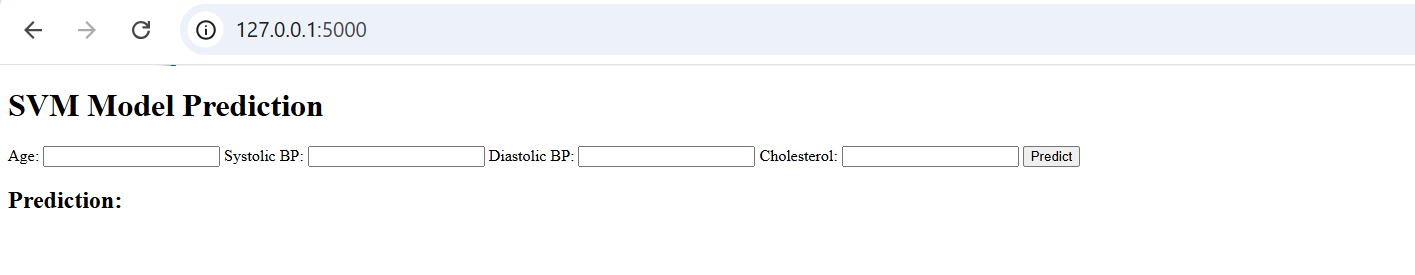 127.0.0.1:5000
SVM Model Prediction
Age: Systolic BP: Diastolic BP: Cholesterol: Predict
Prediction: